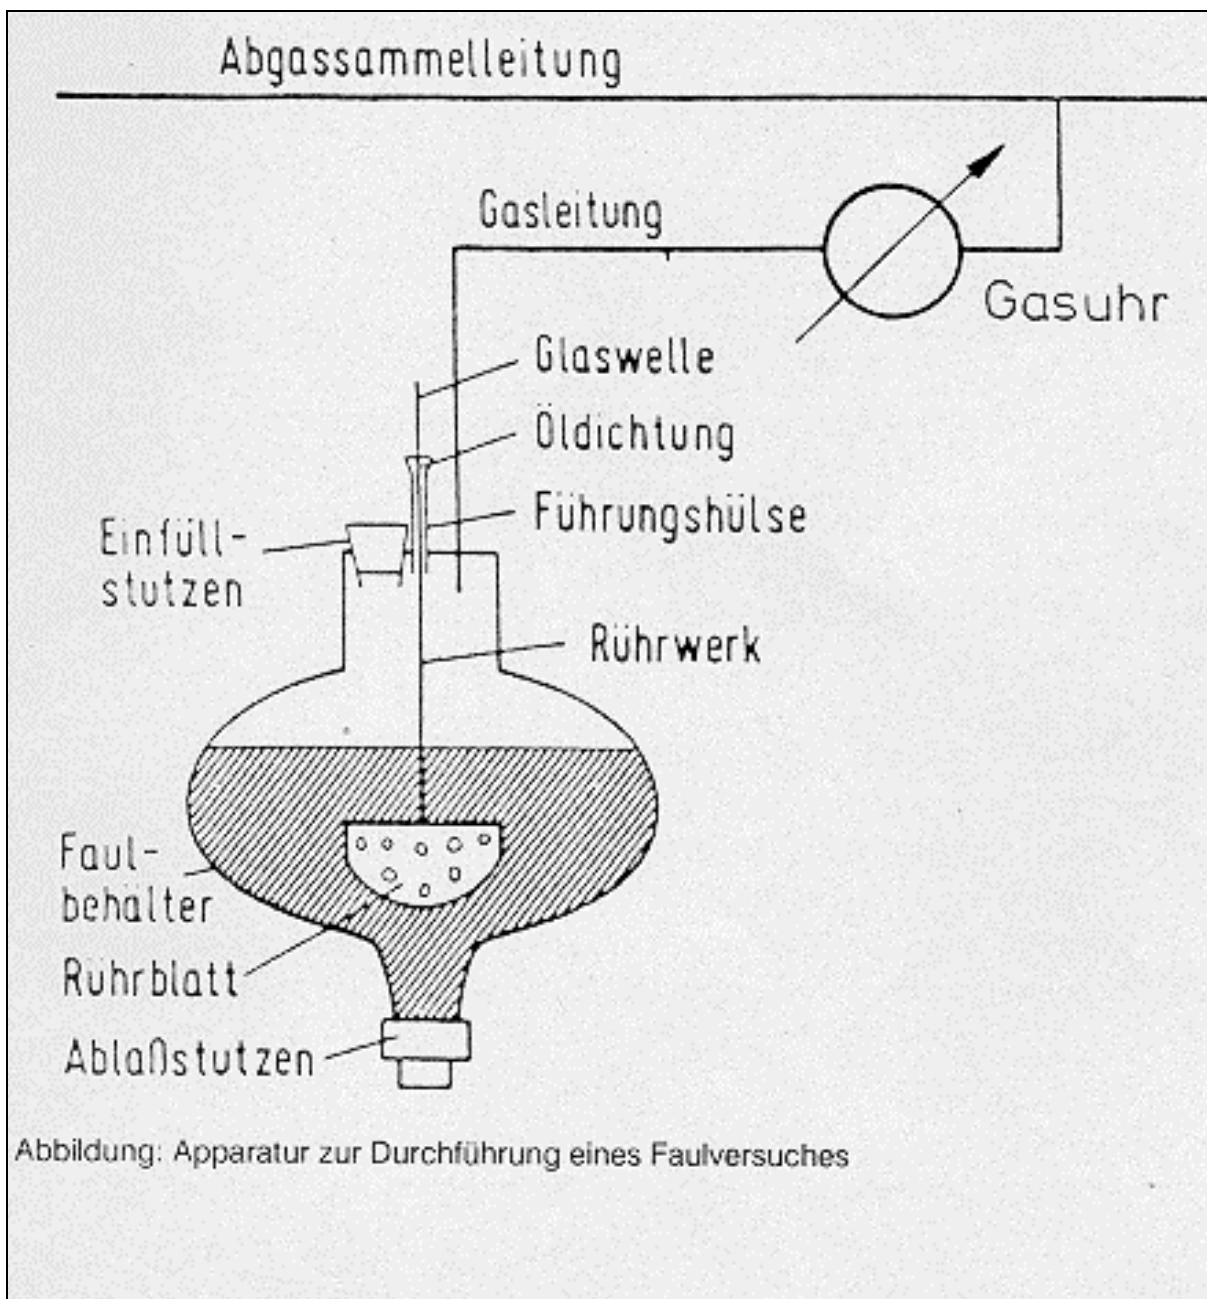 Abgassammelleitung
Gasleitung
Gasuhr
Glaswelle
Öldichtung
Führungshülse
Einfüll-
stutzen
Rührwerk
Faul-
behälter
Rührblatt
Ablaßstutzen
Abbildung: Apparatur zur Durchführung eines Faulversuches